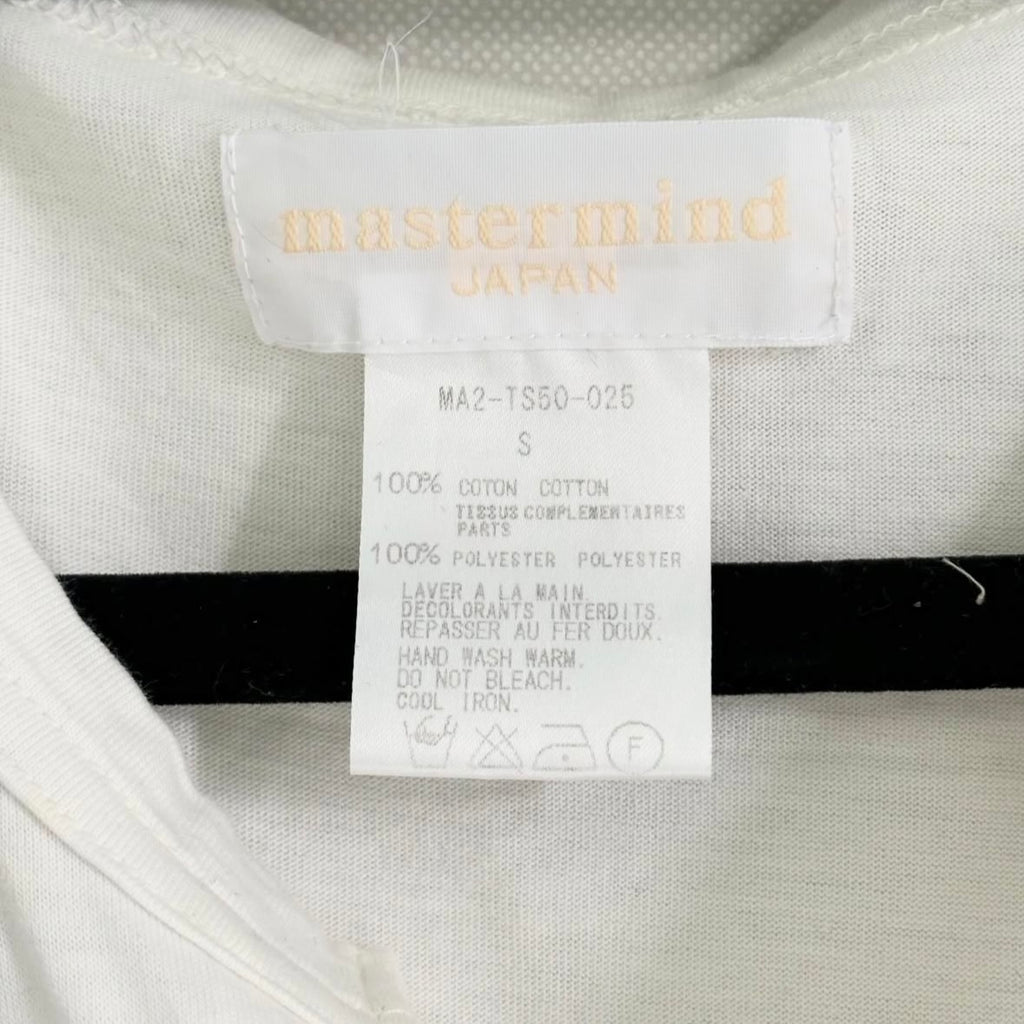 mastermind
JAPAN
MA2-TS50-025
S
100% COTON COTTON
TISSUS COMPLEMENTAIRES
PARTS
100% POLYESTER POLYESTER
LAVER A LA MAIN.
DECOLORANTS INTERDITS.
REPASSER AU FER DOUX.
HAND WASH WARM.
DO NOT BLEACH.
COOL IRON.
F